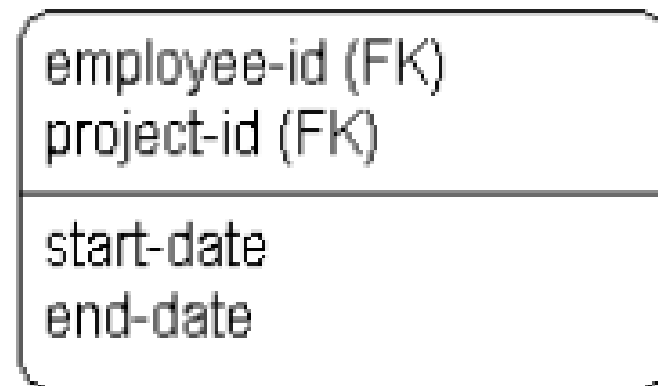 employee-id (FK)
project-id (FK)
start-date
end-date